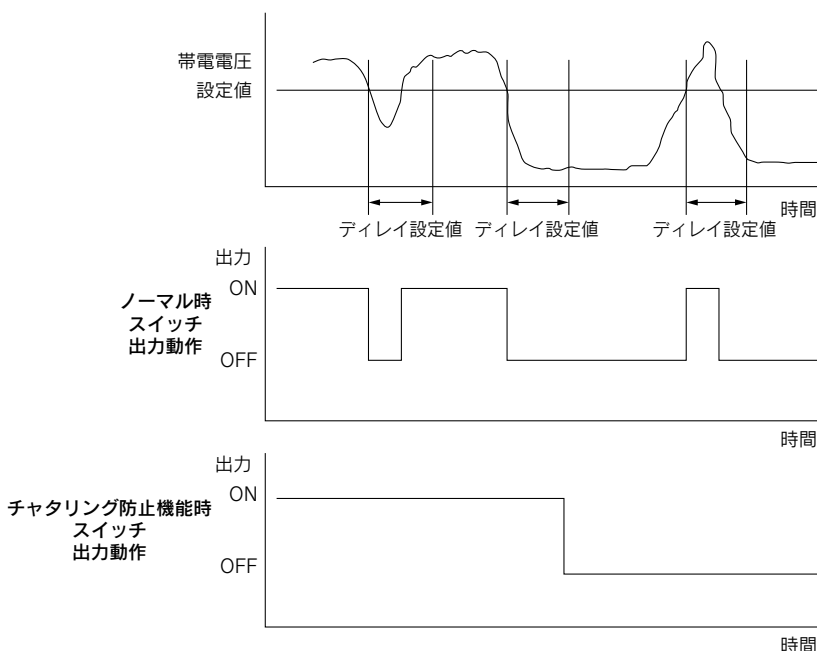 帯電電圧
設定値
時間
ディレイ設定値 ディレイ設定値 ディレイ設定値
出力
ON
ノーマル時
スイッチ
出力動作
OFF
時間
出力
ON
チャタリング防止機能時
スイッチ
出力動作
OFF
時間